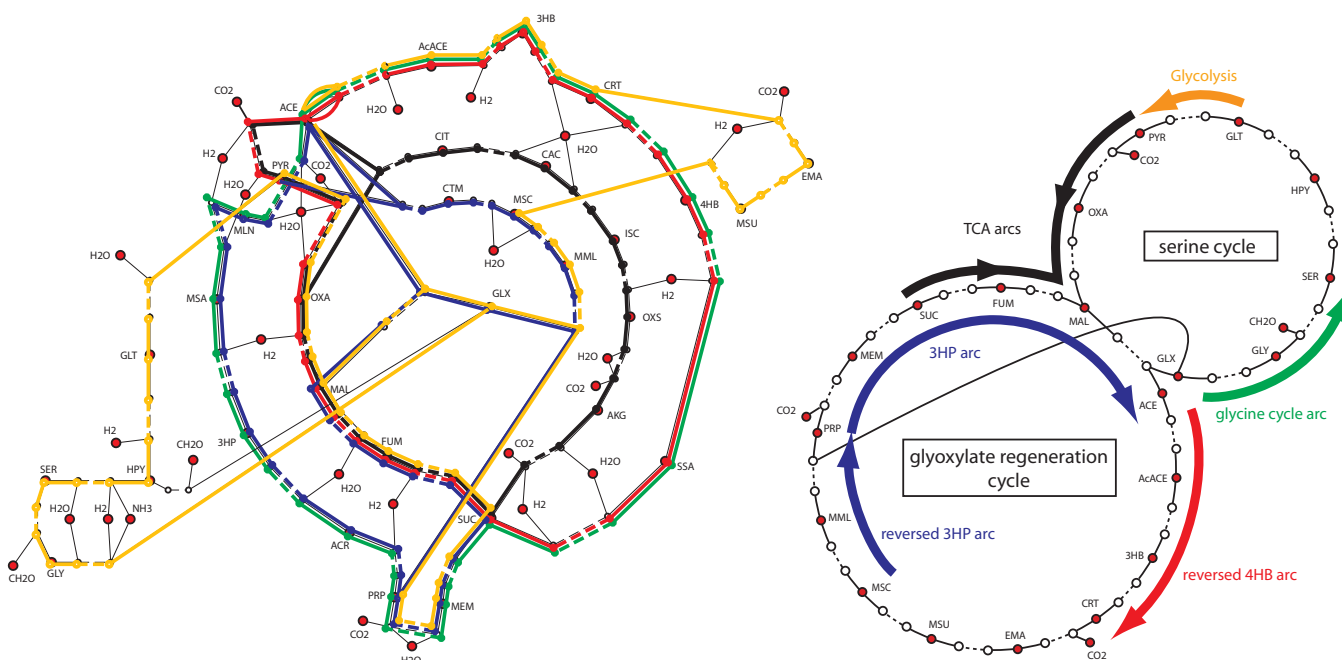 3HB
AcACE
CO2
ACE
H2O
H2
CRT
CO2
H2
H2O
CIT
CAC
H2
PYR
CO2
H2O
CTM
MSC
4HB
EMA
MSU
MLN
H2O
ISC
H2O
H2O
MML
MSA
OXA
GLX
H2
OXS
GLT
H2
H2O
CO2
MAL
AKG
H2
CH2O
3HP
FUM
CO2
H2O
SSA
SER
HPY
H2O
H2O
H2
NH3
H2
H2
SUC
CH2O
GLY
ACR
PRP
MEM
CO2
H2O
Glycolysis
PYR
GLT
CO2
HPY
OXA
TCA arcs
serine cycle
SER
SUC
FUM
MAL
CH2O
GLY
MEM
3HP arc
GLX
ACE
glycine cycle arc
CO2
PRP
glyoxylate regeneration
cycle
AcACE
MML
reversed 3HP arc
3HB
reversed 4HB arc
MSC
CRT
MSU
EMA
CO2